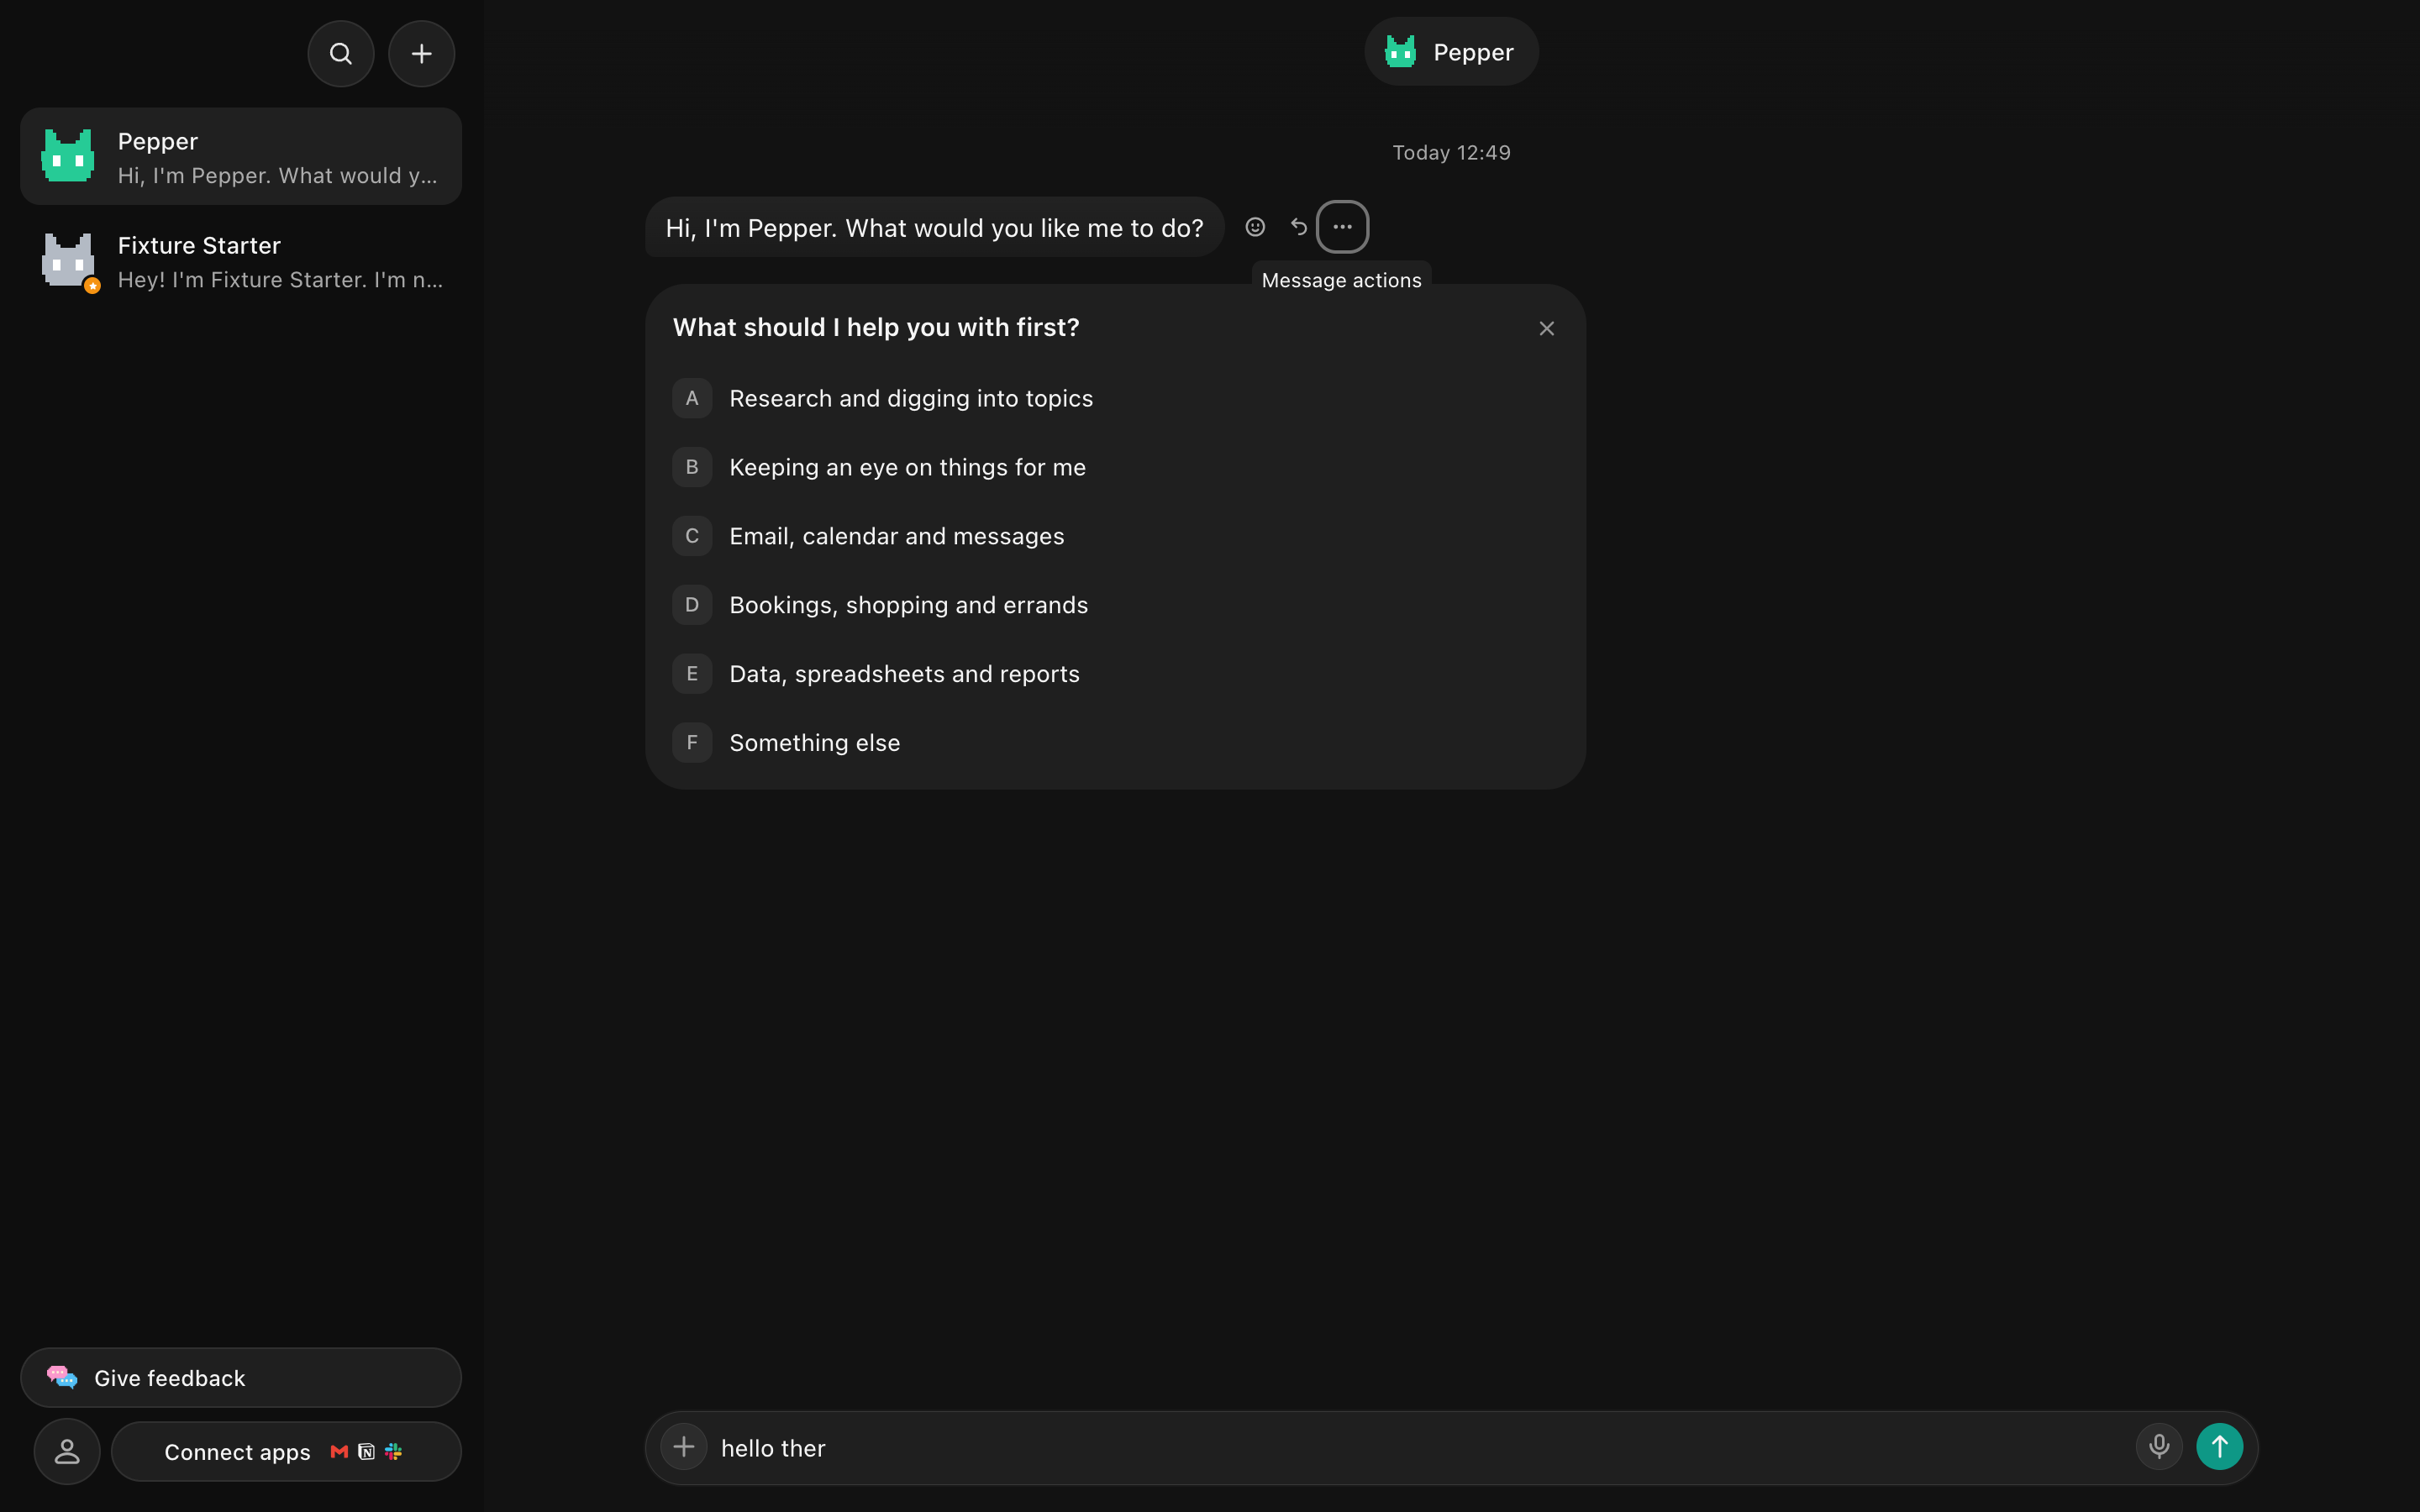 Pepper
Hi, I'm Pepper. What would y...
Fixture Starter
Hey! I'm Fixture Starter. I'm n...
Give feedback
Connect apps
Pepper
Today 12:49
Hi, I'm Pepper. What would you like me to do?
Message actions
What should I help you with first?
A Research and digging into topics
B Keeping an eye on things for me
C Email, calendar and messages
D Bookings, shopping and errands
E Data, spreadsheets and reports
F Something else
hello ther